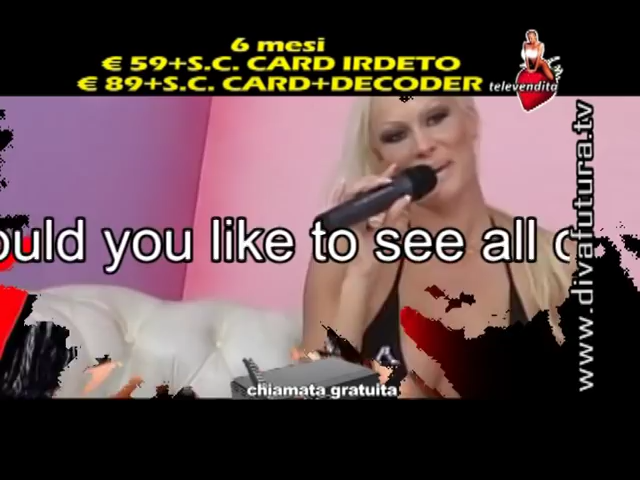 6 mesi
€ 59+S.C. CARD IRDETO
€ 89+S.C. CARD+DECODER
televendita
ould you like to see all
www.divafutura.tv
chiamata gratuita